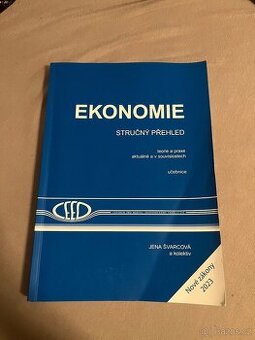 EKONOMIE
STRUČNÝ PŘEHLED
teorie a praxe
aktuálně a v souvislostech
učebnice
CEED
JENA ŠVARCOVÁ
a kolektiv
Nové zákony
2023